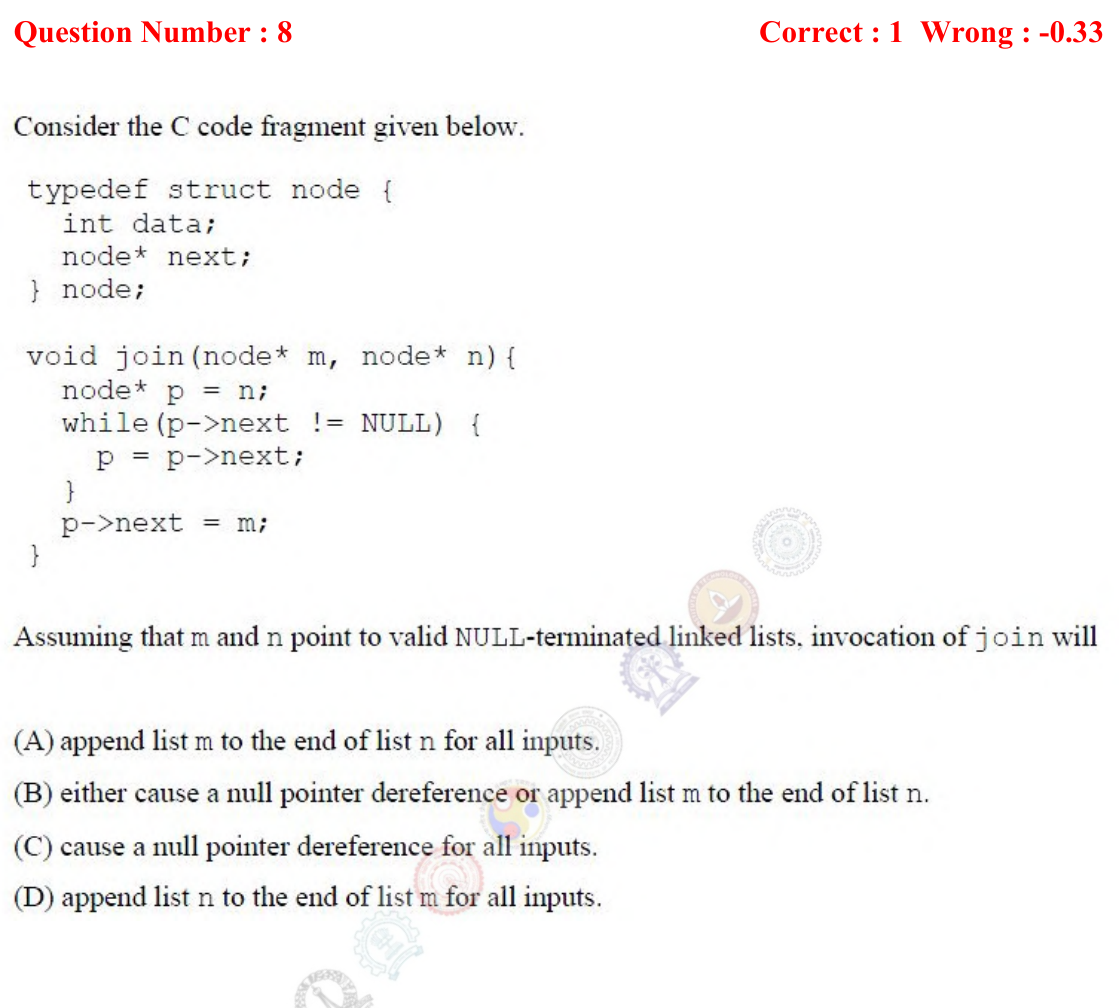 Question Number : 8 Correct : 1 Wrong : -0.33
Consider the C code fragment given below.
typedef struct node {
int data;
node* next;
} node;
void join(node* m, node* n){
node* p = n;
while(p->next != NULL) {
p = p->next;
}
p->next = m;
}
Assuming that m and n point to valid NULL-terminated linked lists, invocation of join will
(A) append list m to the end of list n for all inputs.
(B) either cause a null pointer dereference or append list m to the end of list n.
(C) cause a null pointer dereference for all inputs.
(D) append list n to the end of list m for all inputs.